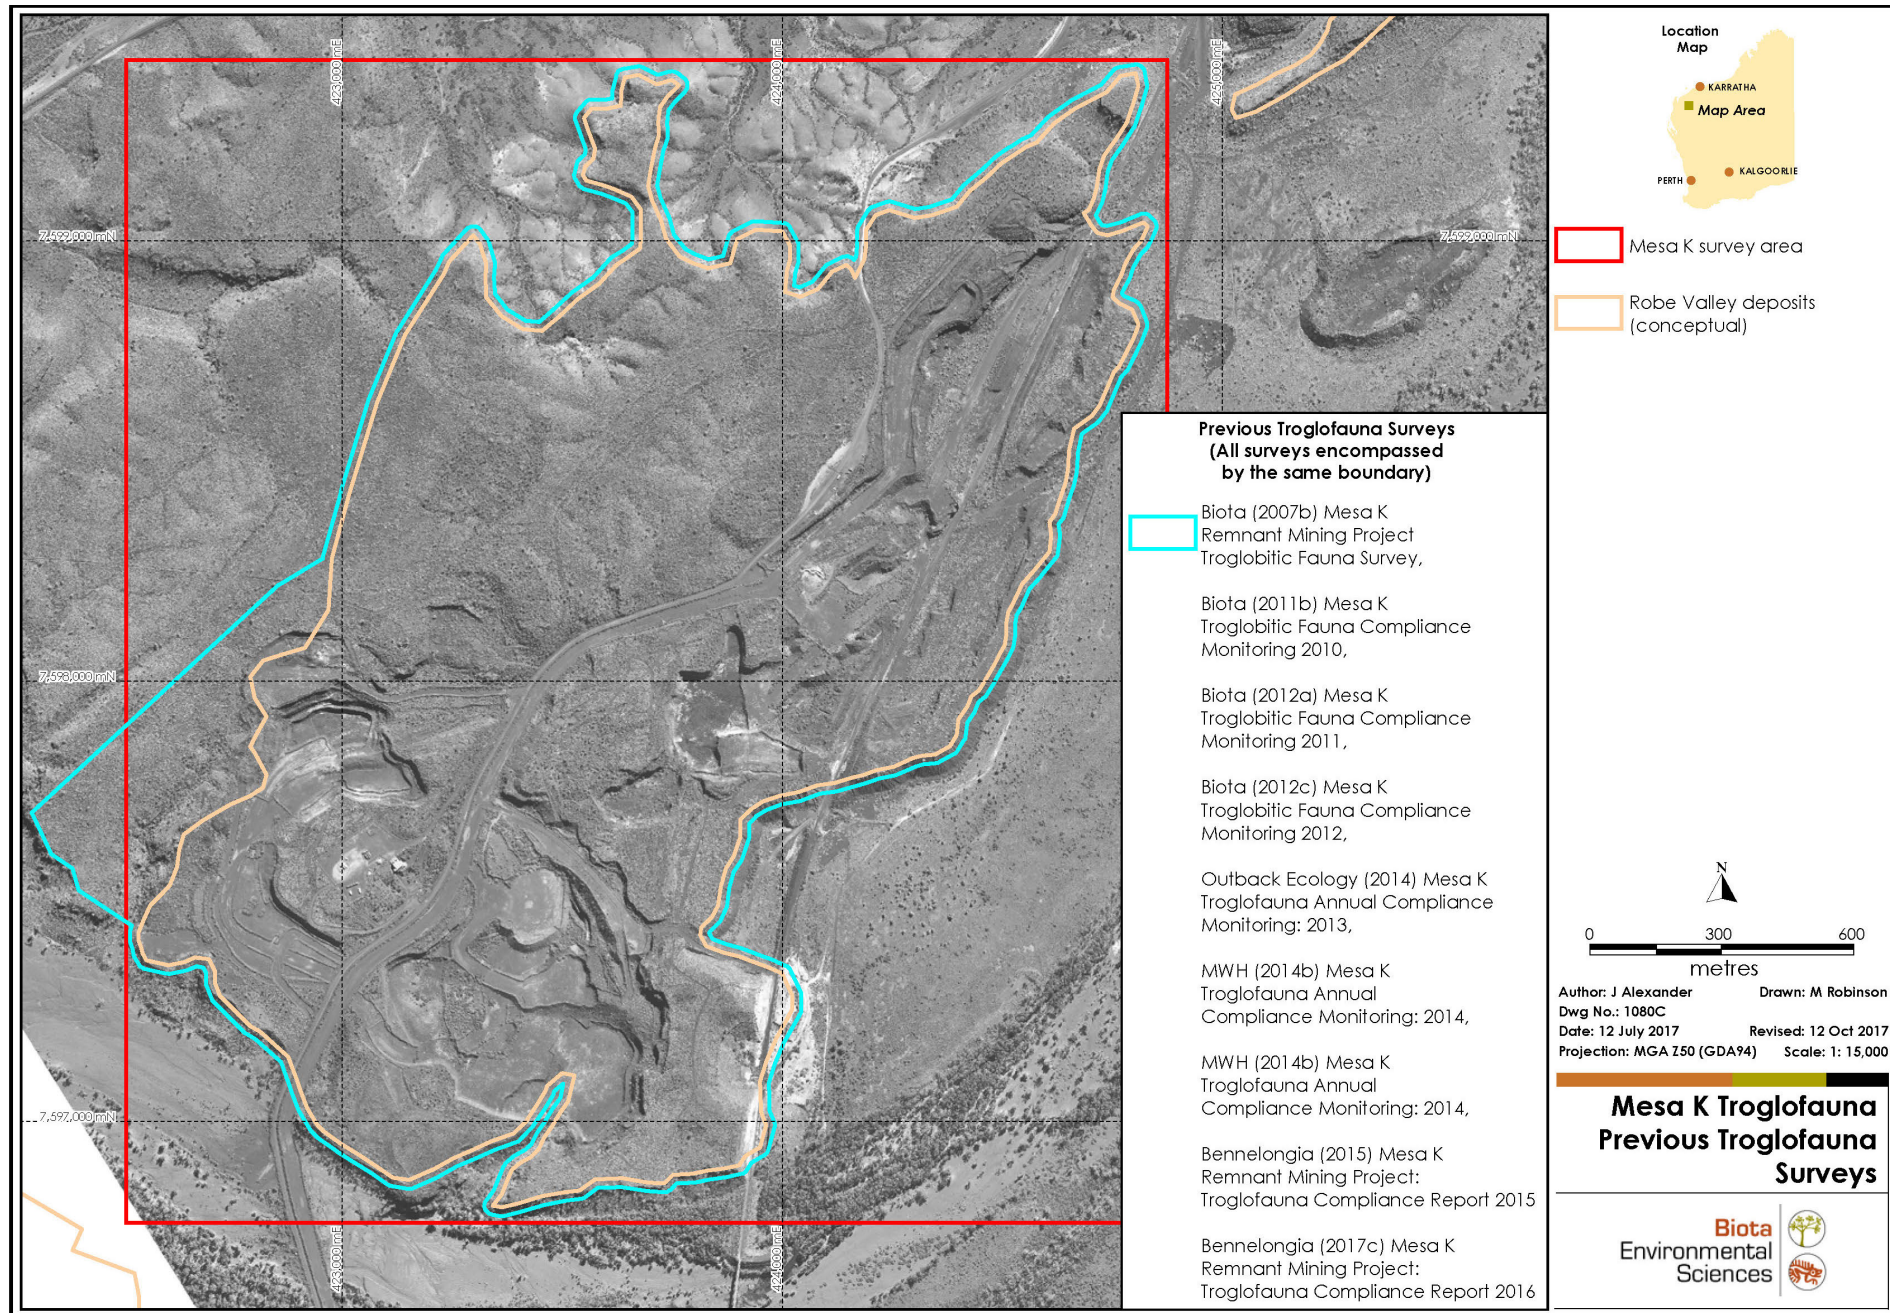 423,000 mE
424,000 mE
425,000 mE
7,599,000 mN
7,599,000 mN
7,598,000 mN
7,597,000 mN
423,000 mE
424,000 mE
Previous Troglofauna Surveys
(All surveys encompassed
by the same boundary)
Biota (2007b) Mesa K
Remnant Mining Project
Troglobitic Fauna Survey,
Biota (2011b) Mesa K
Troglobitic Fauna Compliance
Monitoring 2010,
Biota (2012a) Mesa K
Troglobitic Fauna Compliance
Monitoring 2011,
Biota (2012c) Mesa K
Troglobitic Fauna Compliance
Monitoring 2012,
Outback Ecology (2014) Mesa K
Troglofauna Annual Compliance
Monitoring: 2013,
MWH (2014b) Mesa K
Troglofauna Annual
Compliance Monitoring: 2014,
MWH (2014b) Mesa K
Troglofauna Annual
Compliance Monitoring: 2014,
Bennelongia (2015) Mesa K
Remnant Mining Project:
Troglofauna Compliance Report 2015
Bennelongia (2017c) Mesa K
Remnant Mining Project:
Troglofauna Compliance Report 2016
Location
Map
KARRATHA
Map Area
KALGOORLIE
PERTH
Mesa K survey area
Robe Valley deposits
(conceptual)
N
0 300 600
metres
Author: J Alexander Drawn: M Robinson
Dwg No.: 1080C
Date: 12 July 2017 Revised: 12 Oct 2017
Projection: MGA Z50 (GDA94) Scale: 1: 15,000
Mesa K Troglofauna
Previous Troglofauna
Surveys
Biota
Environmental
Sciences